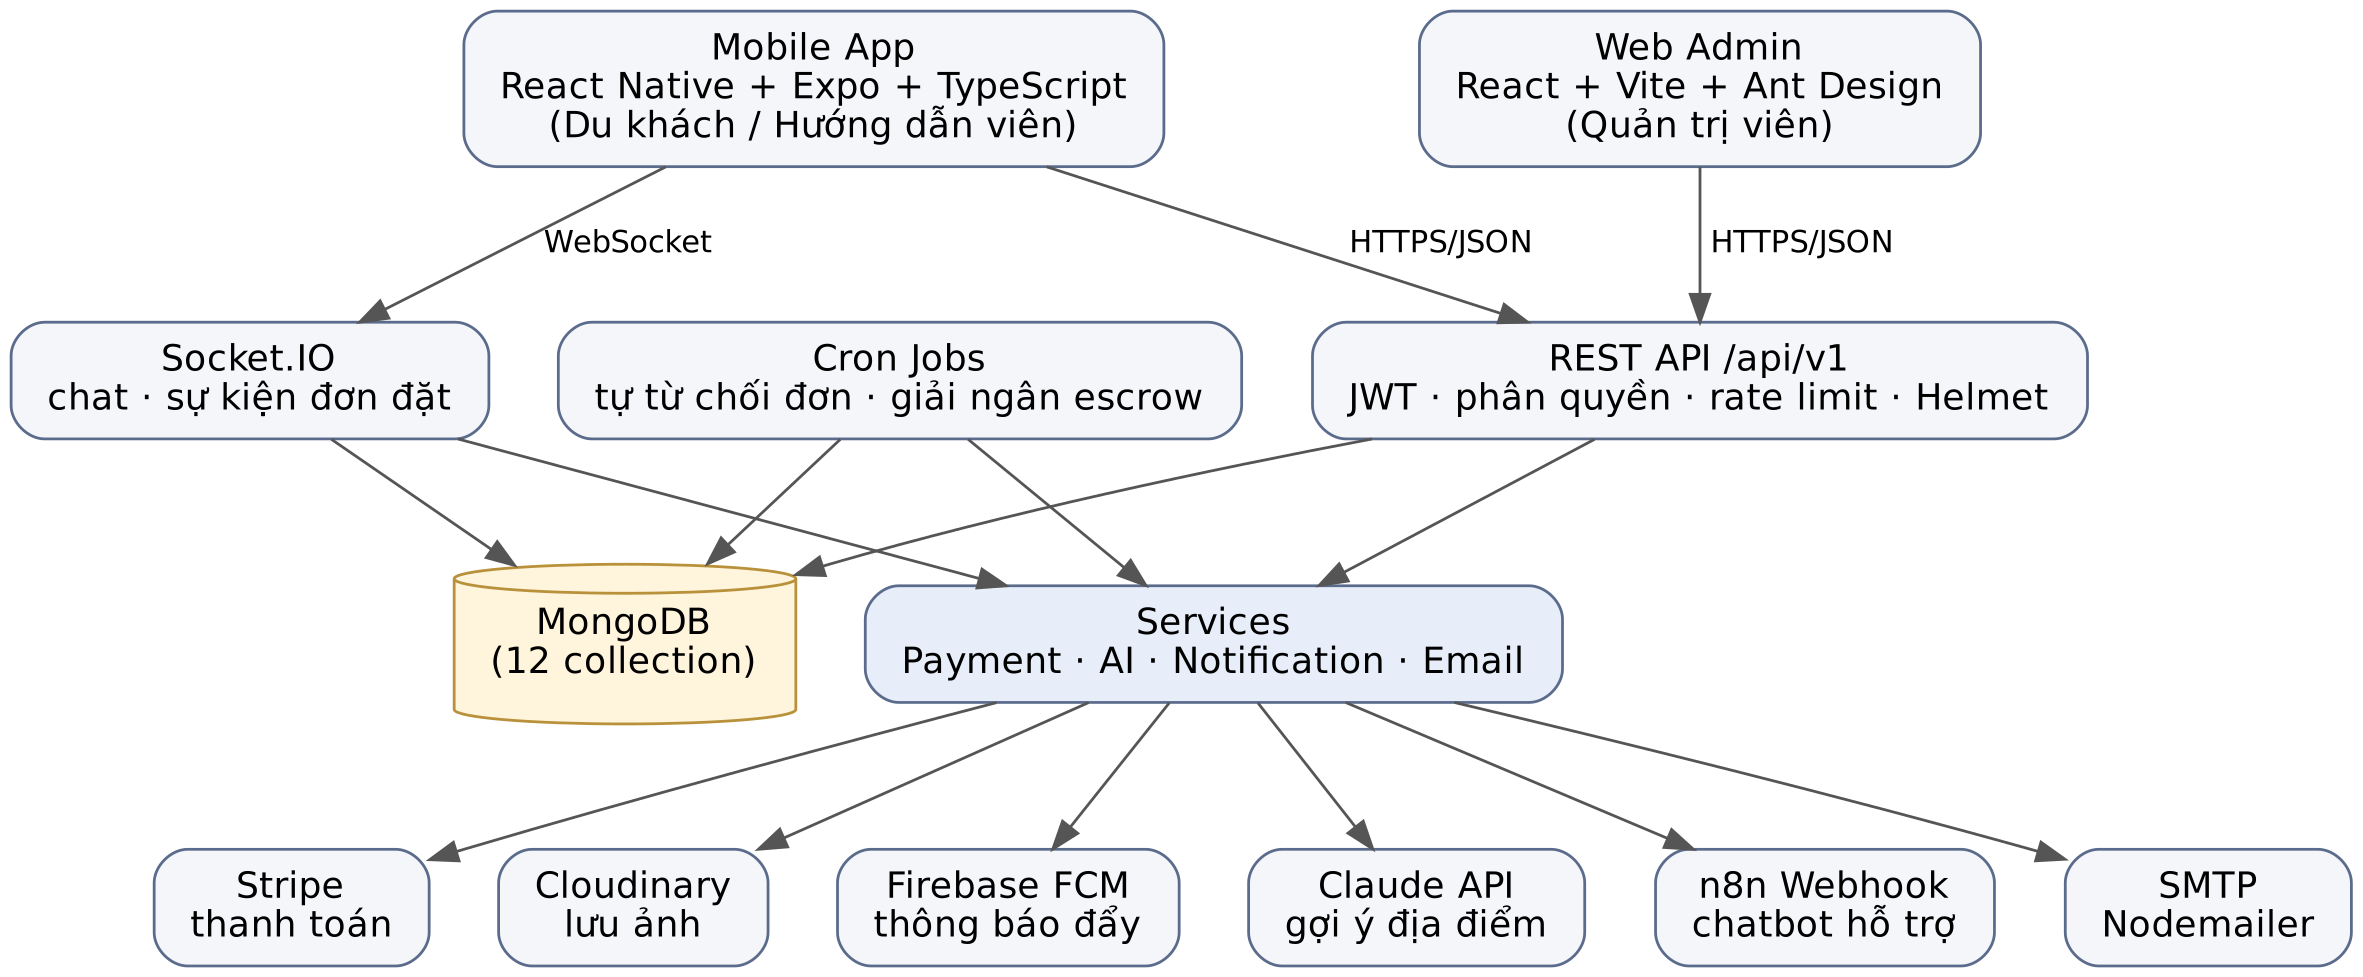 Mobile App
React Native + Expo + TypeScript
(Du khách / Hướng dẫn viên)
Web Admin
React + Vite + Ant Design
(Quản trị viên)
WebSocket
HTTPS/JSON
HTTPS/JSON
Socket.IO
chat · sự kiện đơn đặt
Cron Jobs
tự từ chối đơn · giải ngân escrow
REST API /api/v1
JWT · phân quyền · rate limit · Helmet
MongoDB
(12 collection)
Services
Payment · AI · Notification · Email
Stripe
thanh toán
Cloudinary
lưu ảnh
Firebase FCM
thông báo đẩy
Claude API
gợi ý địa điểm
n8n Webhook
chatbot hỗ trợ
SMTP
Nodemailer